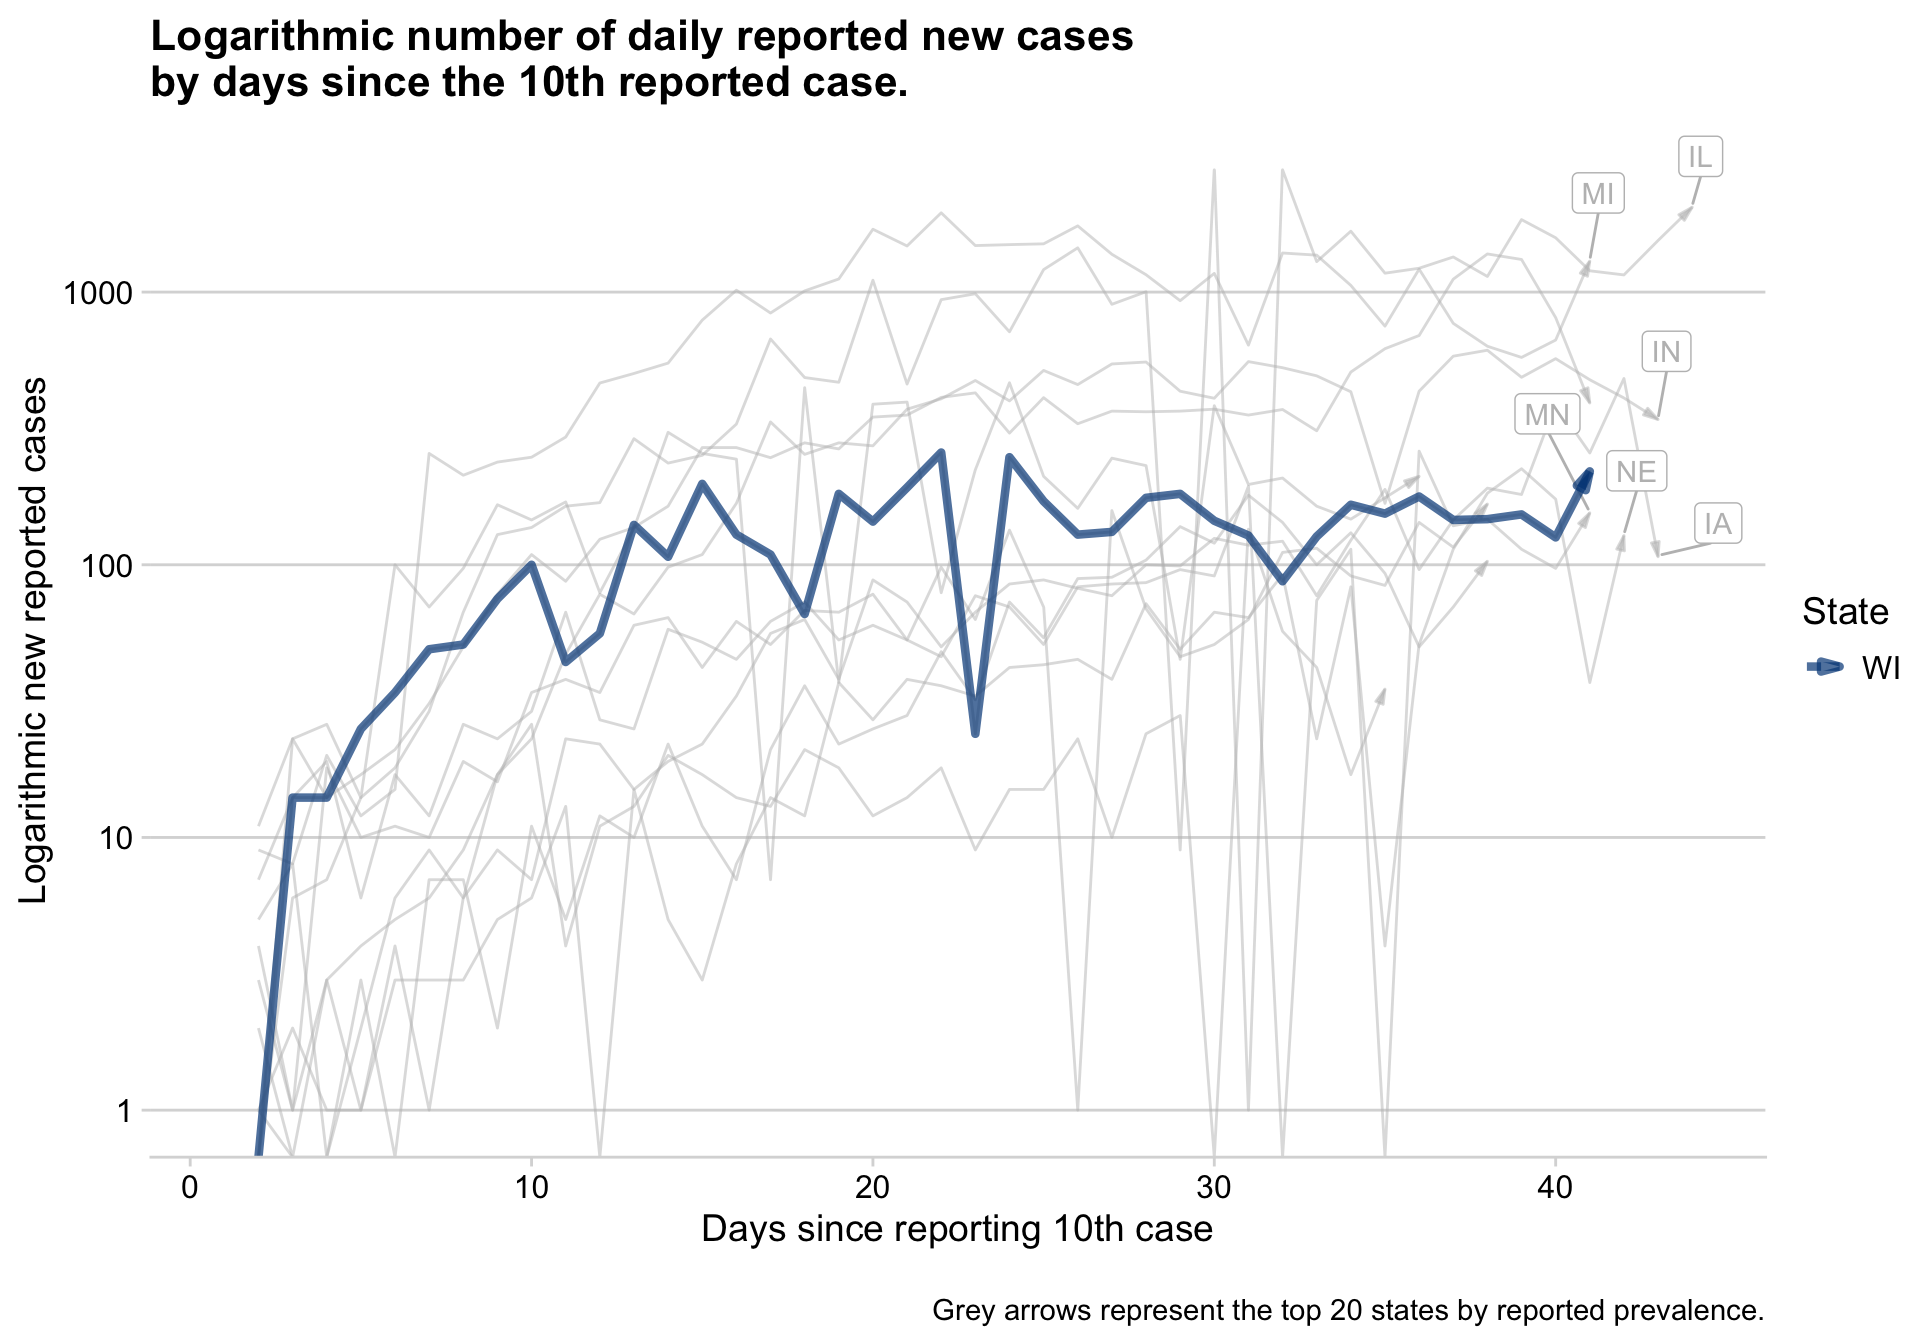 Logarithmic number of daily reported new cases
by days since the 10th reported case.
IL
MI
1000
IN
MN
NE
IA
100
10
1
Logarithmic new reported cases
State
WI
0 10 20 30 40
Days since reporting 10th case
Grey arrows represent the top 20 states by reported prevalence.